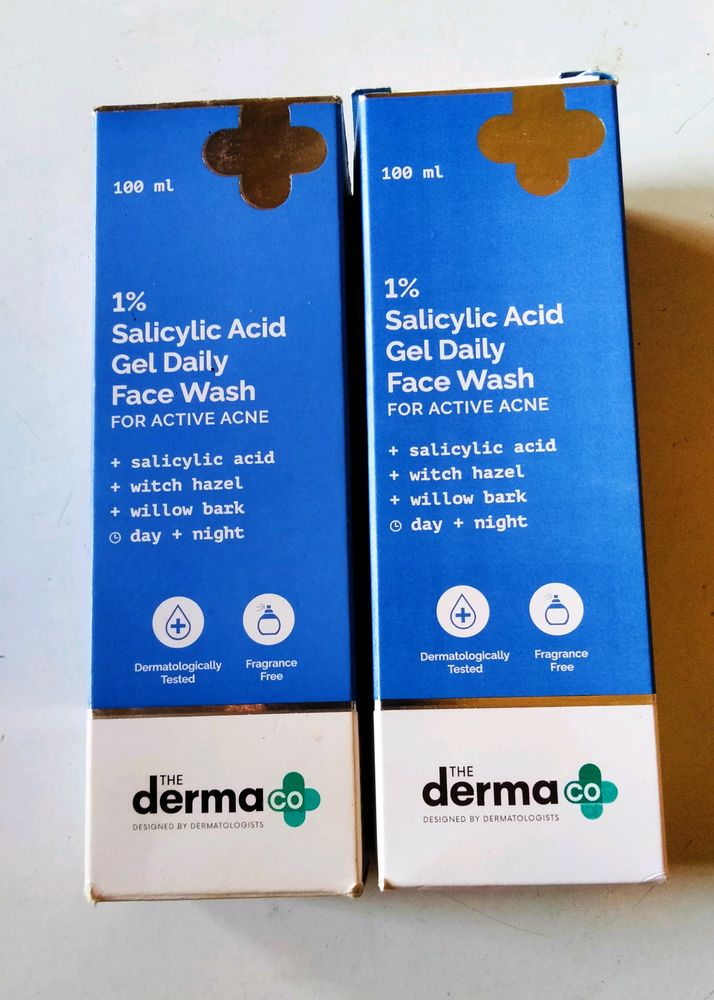 100 ml
1%
Salicylic Acid
Gel Daily
Face Wash
FOR ACTIVE ACNE
+ salicylic acid
+ witch hazel
+ willow bark
day + night
Dermatologically
Tested
Fragrance
Free
THE
derma co
DESIGNED BY DERMATOLOGISTS
100 ml
1%
Salicylic Acid
Gel Daily
Face Wash
FOR ACTIVE ACNE
+ salicylic acid
+ witch hazel
+ willow bark
day + night
Dermatologically
Tested
Fragrance
Free
THE
derma co
DESIGNED BY DERMATOLOGISTS